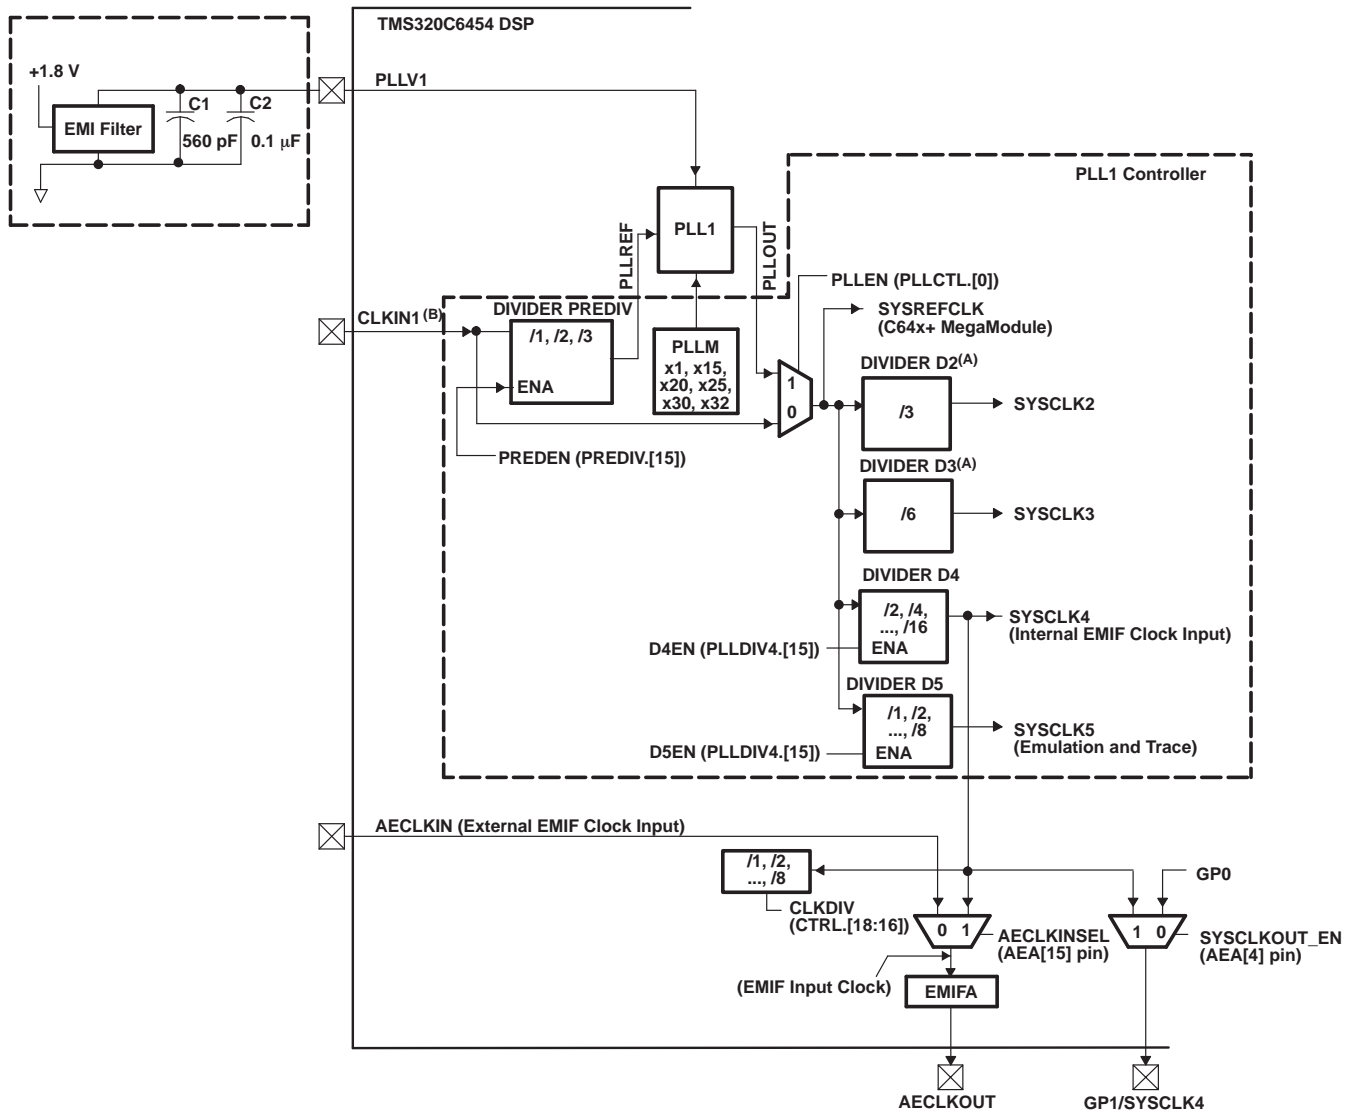 TMS320C6454 DSP
+1.8 V
PLLV1
C1
C2
EMI Filter
560 pF
0.1 µF
PLL1 Controller
PLL1
PLLREF
PLLOUT
PLLEN (PLLCTL.[0])
SYSREFCLK
(C64x+ MegaModule)
CLKIN1 (B)
DIVIDER PREDIV
/1, /2, /3
ENA
PLLM
x1, x15,
x20, x25,
x30, x32
1
0
DIVIDER D2(A)
/3
SYSCLK2
PREDEN (PREDIV.[15])
DIVIDER D3(A)
/6
SYSCLK3
DIVIDER D4
/2, /4,
..., /16
ENA
SYSCLK4
(Internal EMIF Clock Input)
D4EN (PLLDIV4.[15])
DIVIDER D5
/1, /2,
..., /8
ENA
SYSCLK5
(Emulation and Trace)
D5EN (PLLDIV4.[15])
AECLKIN (External EMIF Clock Input)
/1, /2,
..., /8
GP0
CLKDIV
(CTRL.[18:16])
0 1
AECLKINSEL
(AEA[15] pin)
1 0
SYSCLKOUT_EN
(AEA[4] pin)
(EMIF Input Clock)
EMIFA
AECLKOUT
GP1/SYSCLK4